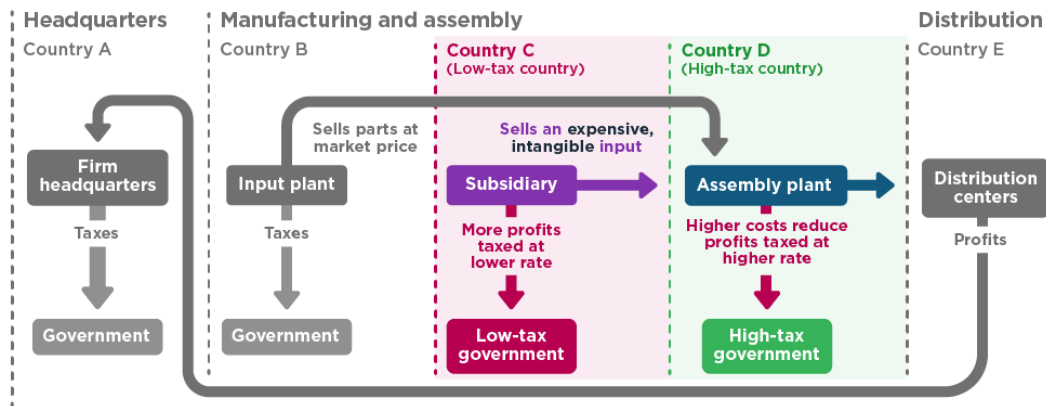 Headquarters
Manufacturing and assembly
Distribution
Country A
Country B
Country C
(Low-tax country)
Country D
(High-tax country)
Country E
Sells parts at
market price
Sells an expensive,
intangible input
Firm
headquarters
Input plant
Subsidiary
Assembly plant
Distribution
centers
Taxes
Taxes
More profits
taxed at
lower rate
Higher costs reduce
profits taxed at
higher rate
Profits
Government
Government
Low-tax
government
High-tax
government